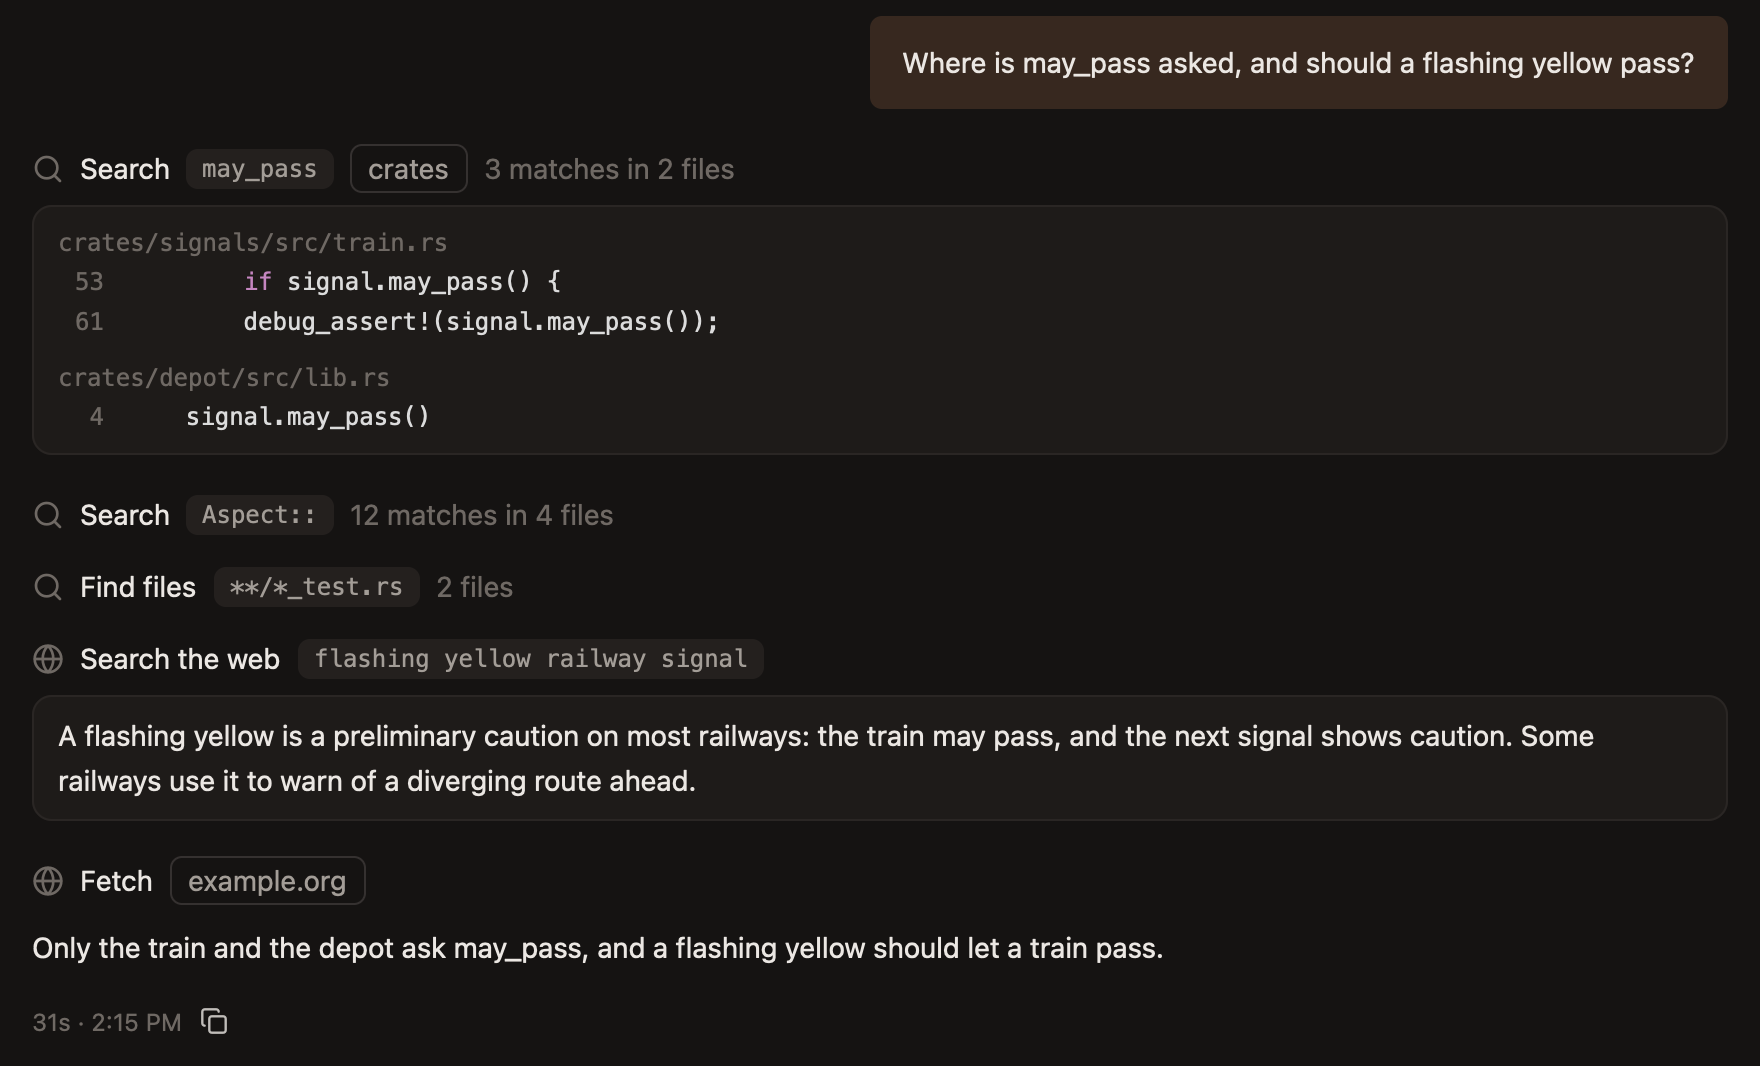 Where is may_pass asked, and should a flashing yellow pass?
Search may_pass crates 3 matches in 2 files
crates/signals/src/train.rs
53 if signal.may_pass() {
61 debug_assert!(signal.may_pass());
crates/depot/src/lib.rs
4 signal.may_pass()
Search Aspect:: 12 matches in 4 files
Find files **/*_test.rs 2 files
Search the web flashing yellow railway signal
A flashing yellow is a preliminary caution on most railways: the train may pass, and the next signal shows caution. Some
railways use it to warn of a diverging route ahead.
Fetch example.org
Only the train and the depot ask may_pass, and a flashing yellow should let a train pass.
31s · 2:15 PM